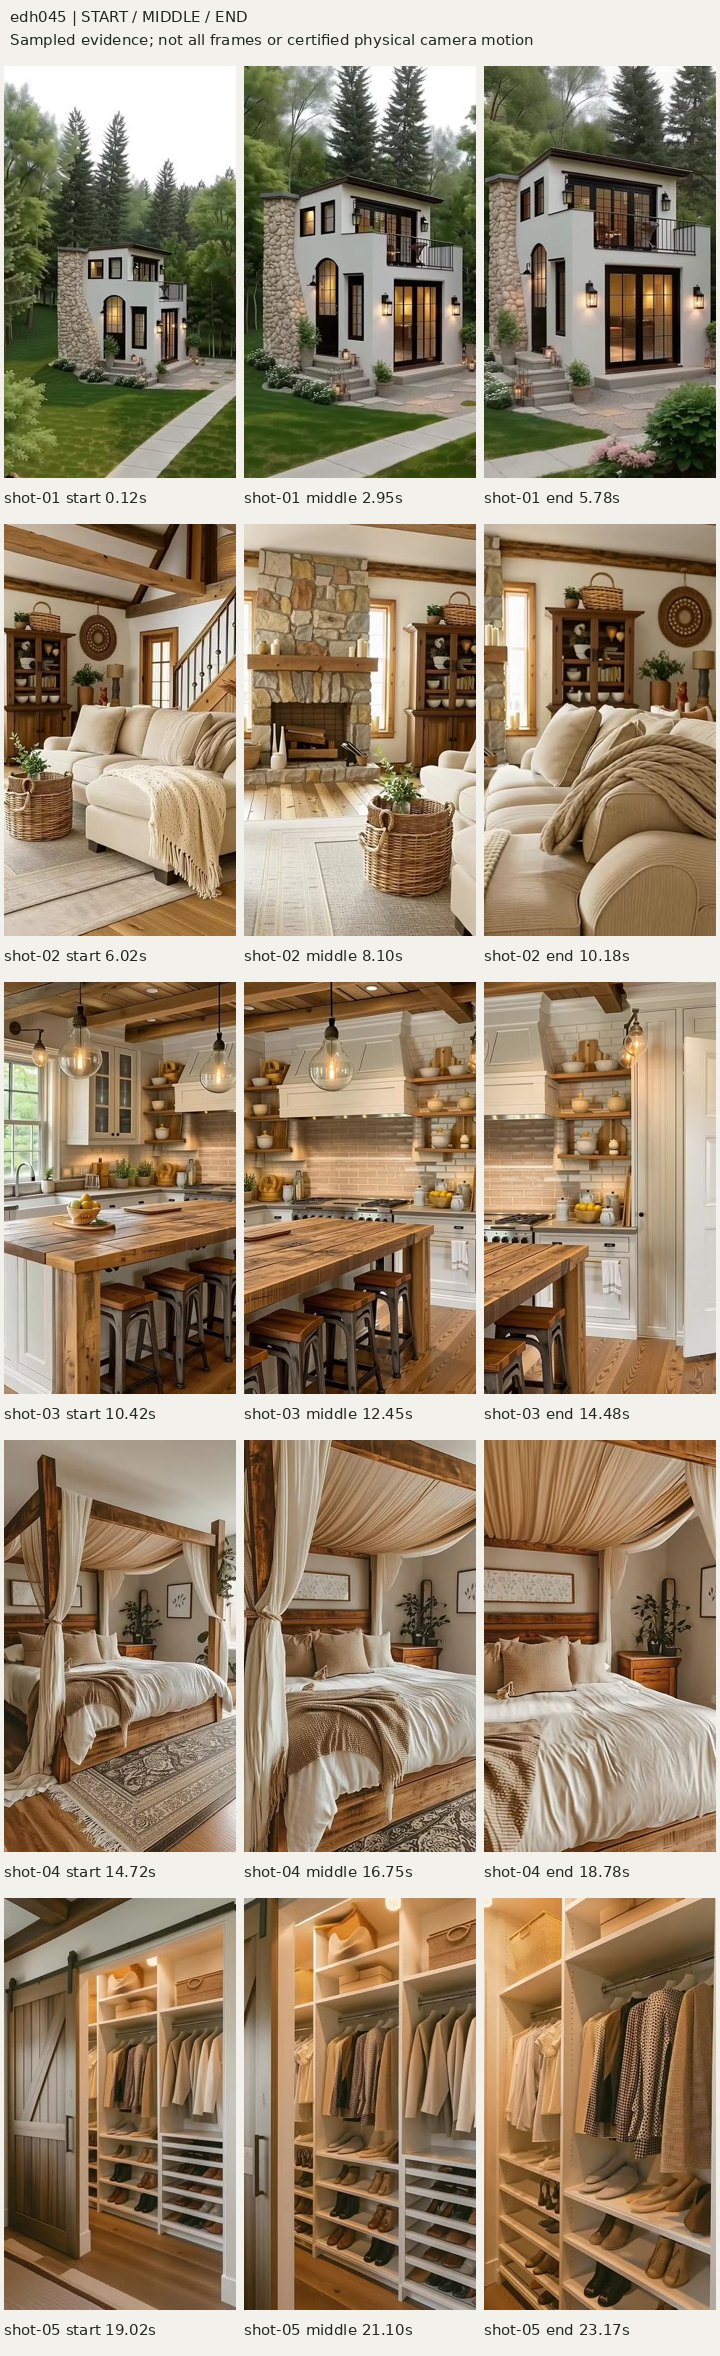 edh045 | START / MIDDLE / END
Sampled evidence; not all frames or certified physical camera motion
shot-01 start 0.12s
shot-01 middle 2.95s
shot-01 end 5.78s
shot-02 start 6.02s
shot-02 middle 8.10s
shot-02 end 10.18s
shot-03 start 10.42s
shot-03 middle 12.45s
shot-03 end 14.48s
shot-04 start 14.72s
shot-04 middle 16.75s
shot-04 end 18.78s
shot-05 start 19.02s
shot-05 middle 21.10s
shot-05 end 23.17s